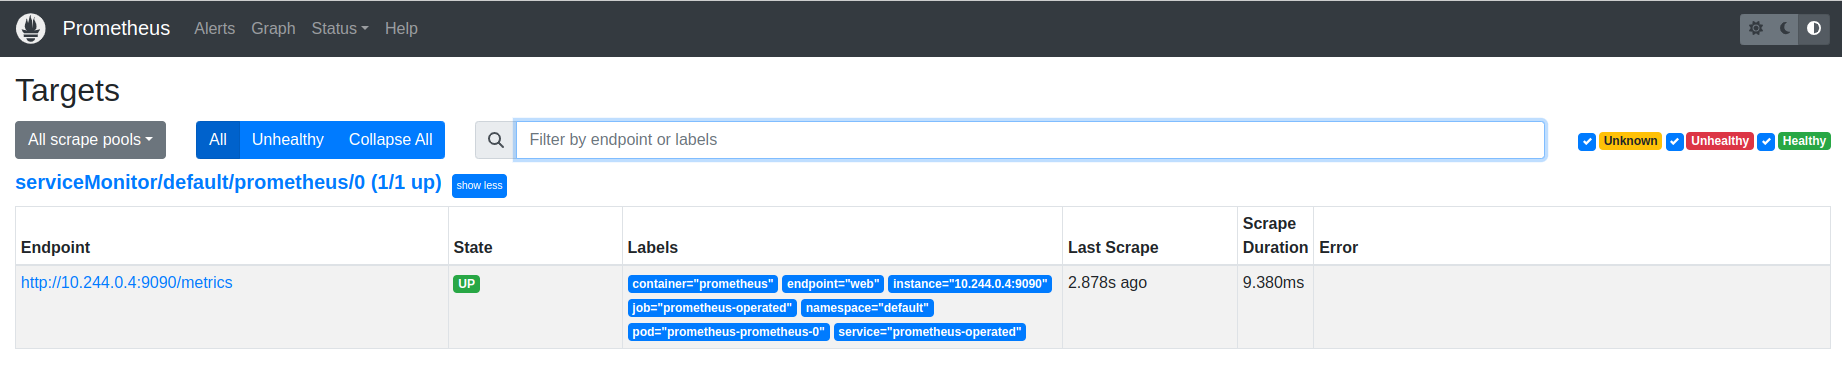 Prometheus Alerts Graph Status Help
Targets
All scrape pools All Unhealthy Collapse All Filter by endpoint or labels Unknown Unhealthy Healthy
serviceMonitor/default/prometheus/0 (1/1 up) show less
Endpoint State Labels Last Scrape Scrape Duration Error
http://10.244.0.4:9090/metrics UP container="prometheus" endpoint="web" instance="10.244.0.4:9090" 2.878s ago 9.380ms
job="prometheus-operated" namespace="default"
pod="prometheus-prometheus-0" service="prometheus-operated"